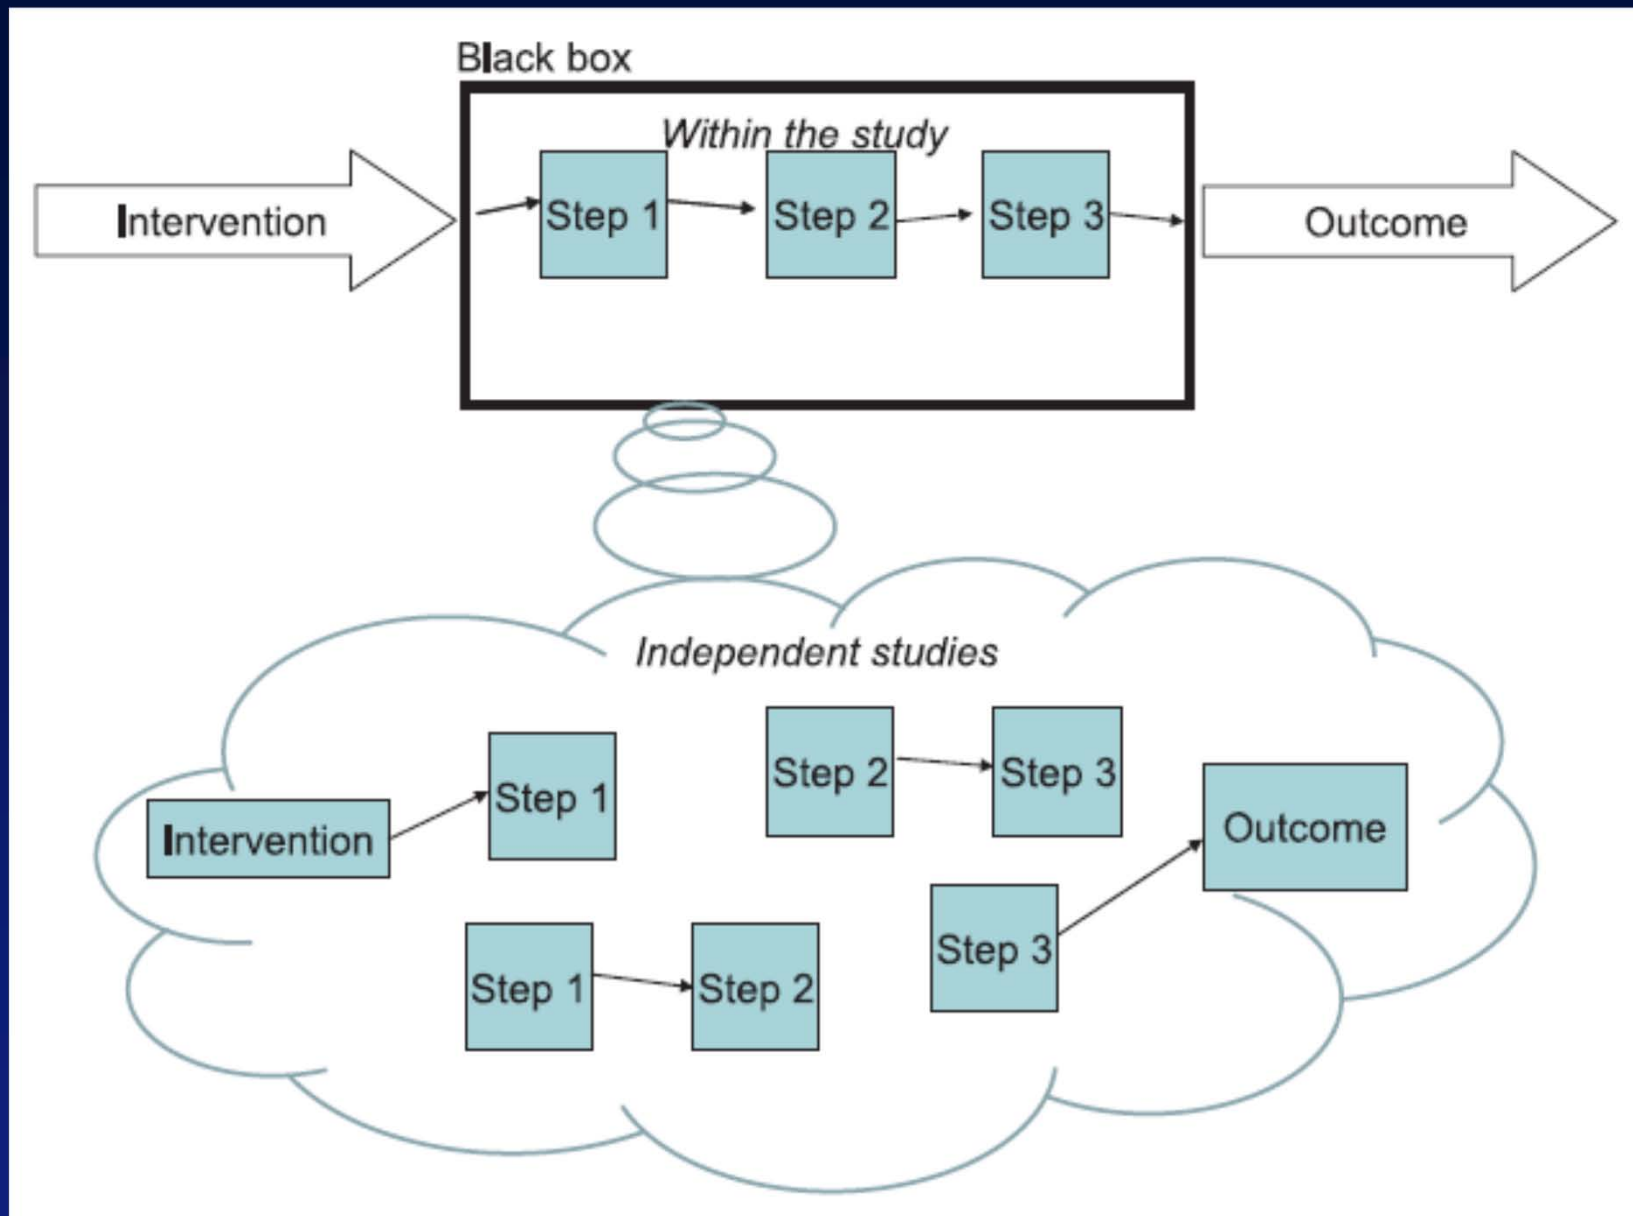 Black box
Within the study
Intervention
Step 1
Step 2
Step 3
Outcome
Independent studies
Step 2
Step 3
Step 1
Intervention
Outcome
Step 3
Step 1
Step 2